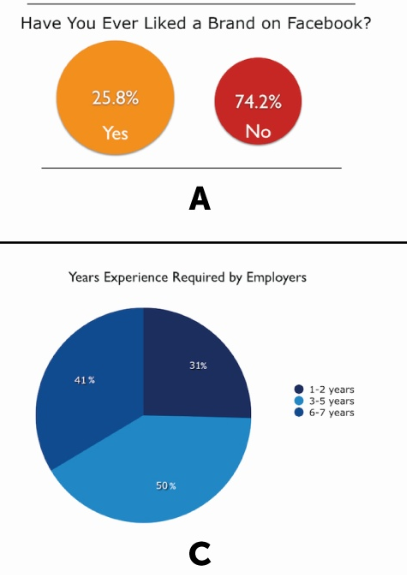 Have You Ever Liked a Brand on Facebook?
25.8%
Yes
74.2%
No
A
Years Experience Required by Employers
31%
41%
50%
1-2 years
3-5 years
6-7 years
C